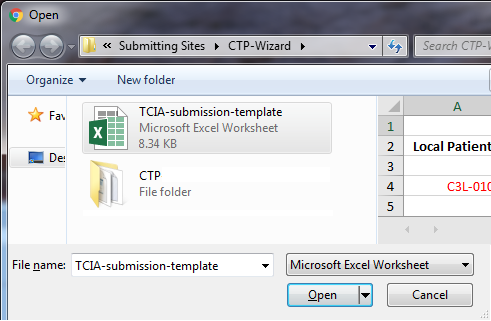 Open
« Submitting Sites ▸ CTP-Wizard ▸
Search CTP-W
Organize ▾ New folder
Fav
Des
TCIA-submission-template
Microsoft Excel Worksheet
8.34 KB
CTP
File folder
A
1
2 Local Patient
3
4 C3L-010
5
File name: TCIA-submission-template
Microsoft Excel Worksheet
Open
Cancel